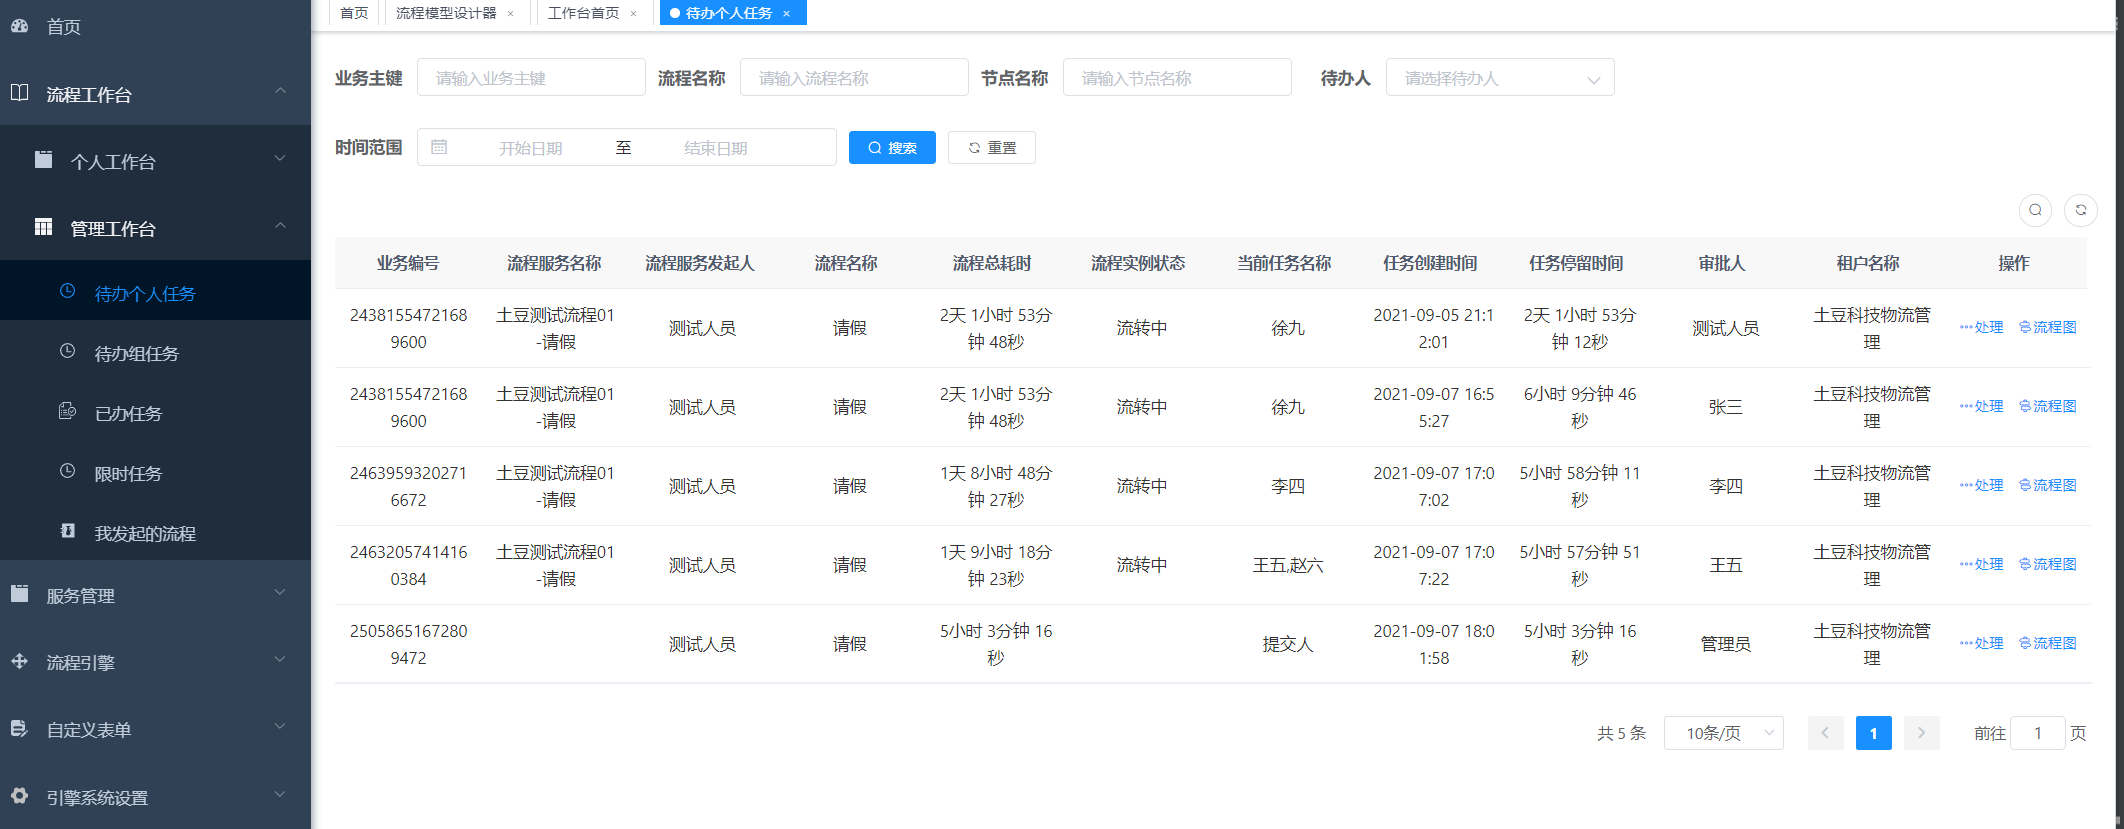 首页
流程工作台
个人工作台
管理工作台
待办个人任务
待办组任务
已办任务
限时任务
我发起的流程
服务管理
流程引擎
自定义表单
引擎系统设置
首页 流程模型设计器 × 工作台首页 × 待办个人任务 ×
业务主键 请输入业务主键 流程名称 请输入流程名称 节点名称 请输入节点名称 待办人 请选择待办人
时间范围 开始日期 至 结束日期 搜索 重置
业务编号 流程服务名称 流程服务发起人 流程名称 流程总耗时 流程实例状态 当前任务名称 任务创建时间 任务停留时间 审批人 租户名称 操作
2438155472168 土豆测试流程01 2天 1小时 53分 2021-09-05 21:1 2天 1小时 53分 土豆科技物流管
测试人员 请假 流转中 徐九 测试人员 处理 流程图
9600 -请假 钟 48秒 2:01 钟 12秒 理
2438155472168 土豆测试流程01 2天 1小时 53分 2021-09-07 16:5 6小时 9分钟 46 土豆科技物流管
测试人员 请假 流转中 徐九 张三 处理 流程图
9600 -请假 钟 48秒 5:27 秒 理
2463959320271 土豆测试流程01 1天 8小时 48分 2021-09-07 17:0 5小时 58分钟 11 土豆科技物流管
测试人员 请假 流转中 李四 李四 处理 流程图
6672 -请假 钟 27秒 7:02 秒 理
2463205741416 土豆测试流程01 1天 9小时 18分 2021-09-07 17:0 5小时 57分钟 51 土豆科技物流管
测试人员 请假 流转中 王五,赵六 王五 处理 流程图
0384 -请假 钟 23秒 7:22 秒 理
2505865167280 5小时 3分钟 16 2021-09-07 18:0 5小时 3分钟 16 土豆科技物流管
测试人员 请假 提交人 管理员 处理 流程图
9472 秒 1:58 秒 理
共 5 条 10条/页 1 前往 1 页